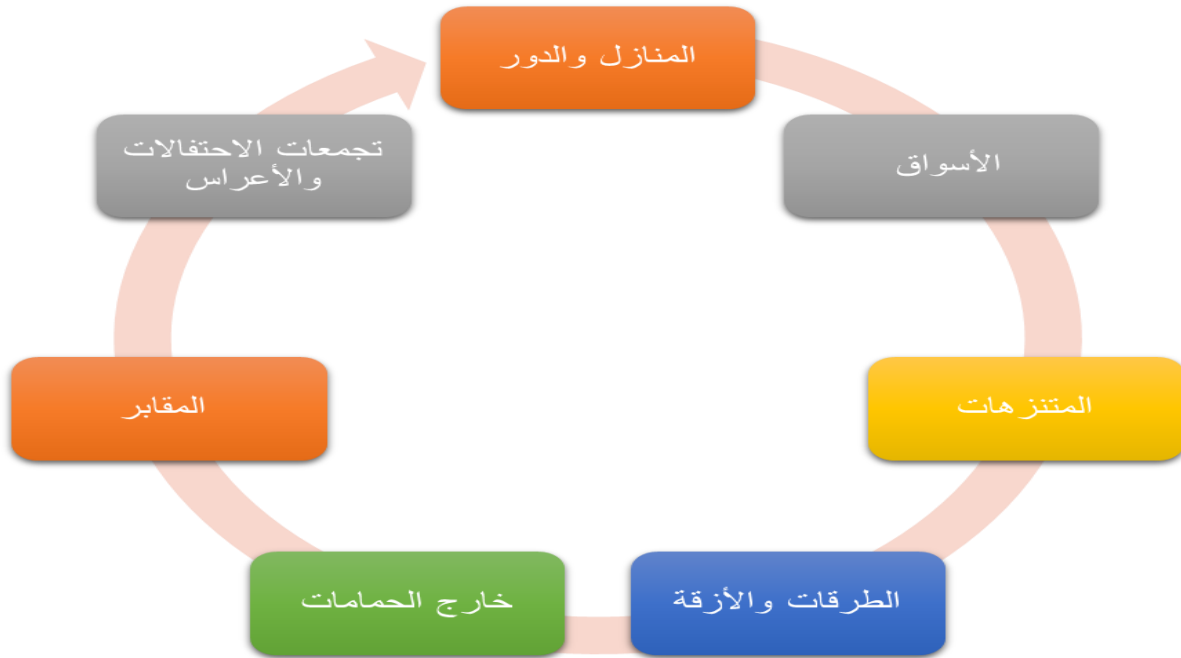 المنازل والدور
الأسواق
المتنزهات
الطرقات والأزقة
خارج الحمامات
المقابر
تجمعات الاحتفالات
والأعراس